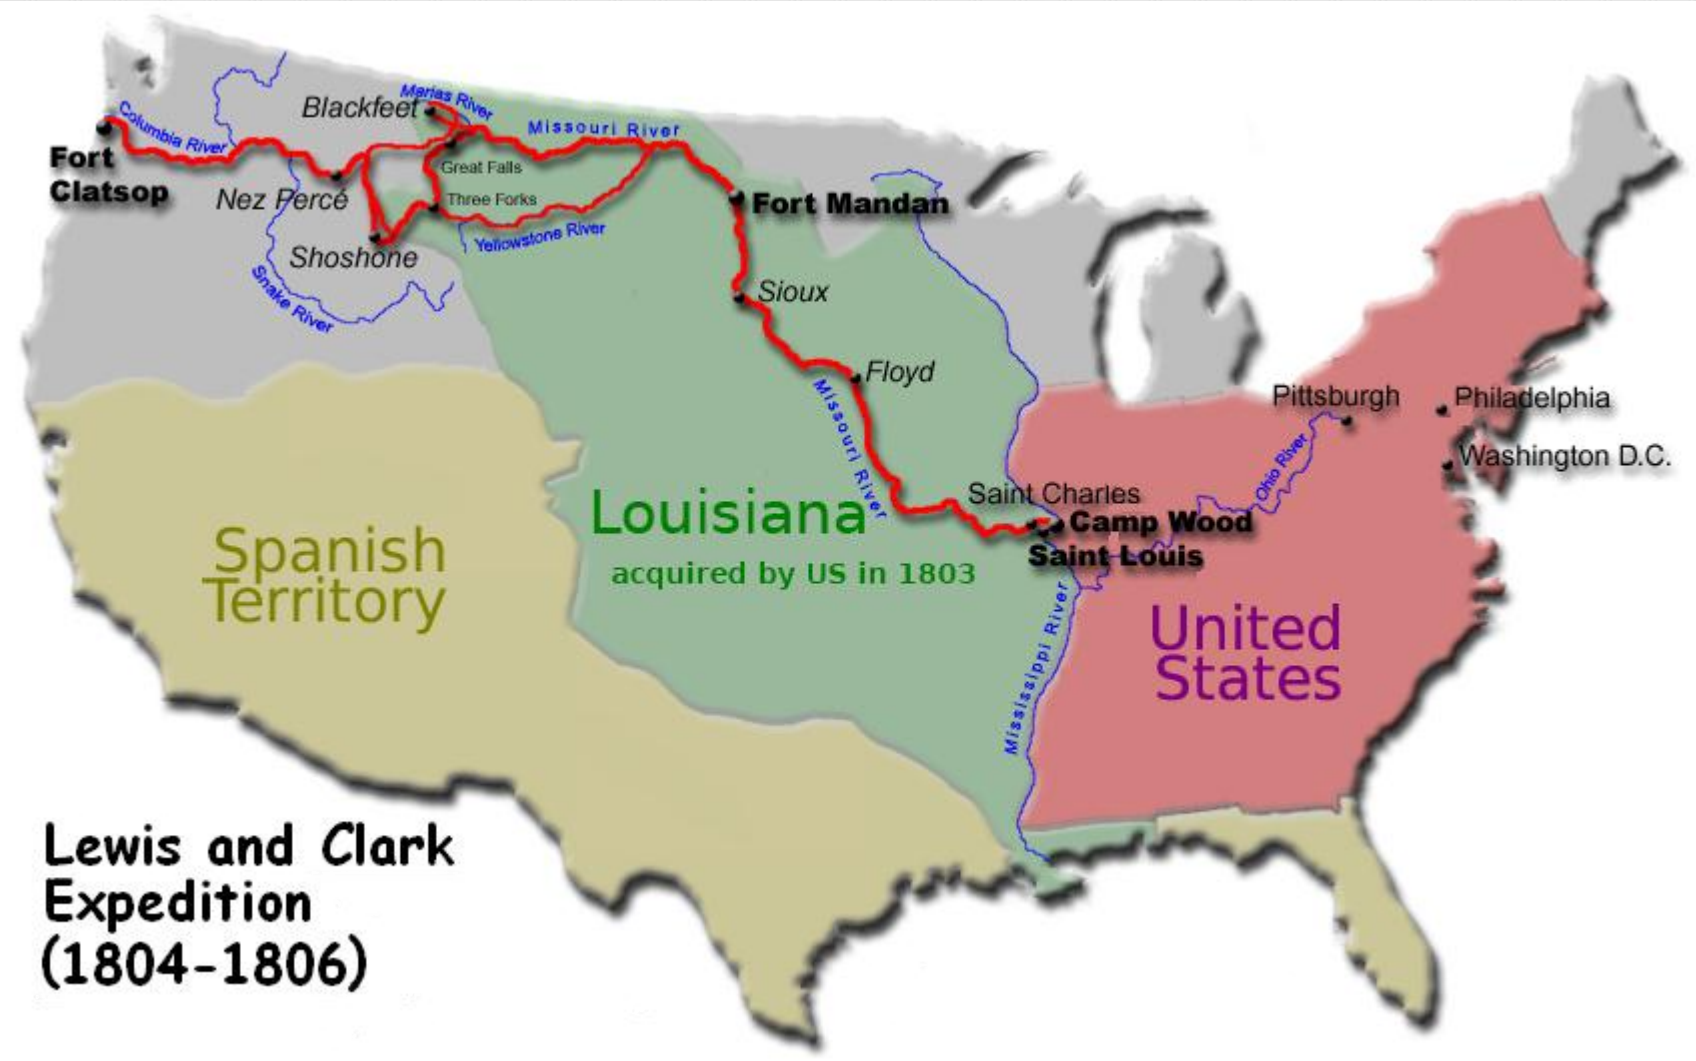 Marias River
Blackfeet
Columbia River
Missouri River
Fort
Clatsop
Great Falls
Nez Percé
Three Forks
Fort Mandan
Yellowstone River
Shoshone
Snake River
Sioux
Floyd
Missouri River
Pittsburgh
Philadelphia
Ohio River
Washington D.C.
Saint Charles
Camp Wood
Saint Louis
Louisiana
acquired by US in 1803
Spanish
Territory
Mississippi River
United
States
Lewis and Clark
Expedition
(1804-1806)